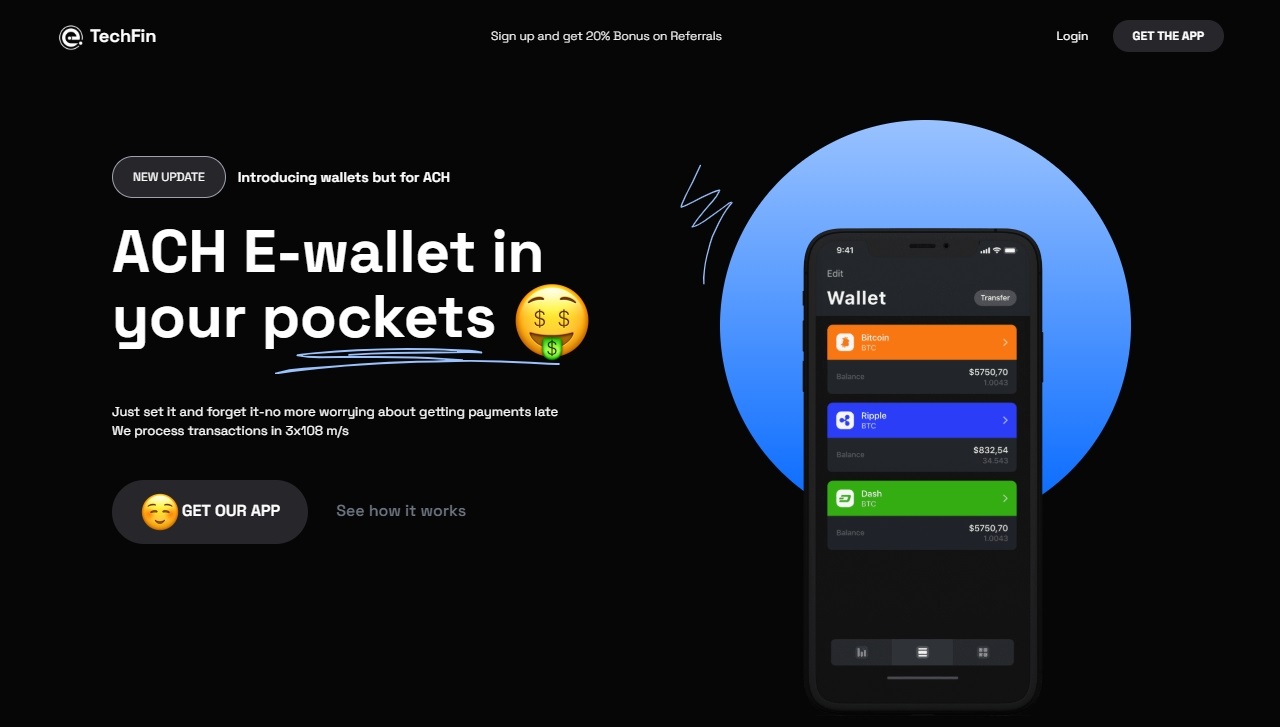 TechFin
Sign up and get 20% Bonus on Referrals
Login
GET THE APP
NEW UPDATE
Introducing wallets but for ACH
ACH E-wallet in
your pockets
Just set it and forget it-no more worrying about getting payments late
We process transactions in 3x108 m/s
GET OUR APP
See how it works
9:41
Edit
Wallet
Transfer
Bitcoin
BTC
Balance
$5750,70
1.0043
Ripple
BTC
Balance
$832,54
34.543
Dash
BTC
Balance
$5750,70
1.0043